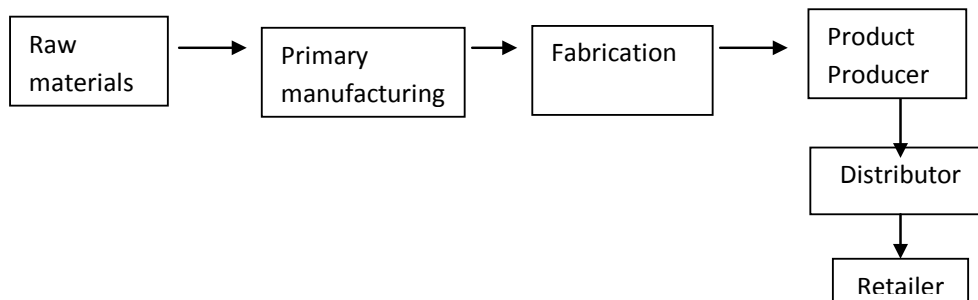 Raw
materials
Primary
manufacturing
Fabrication
Product
Producer
Distributor
Retailer